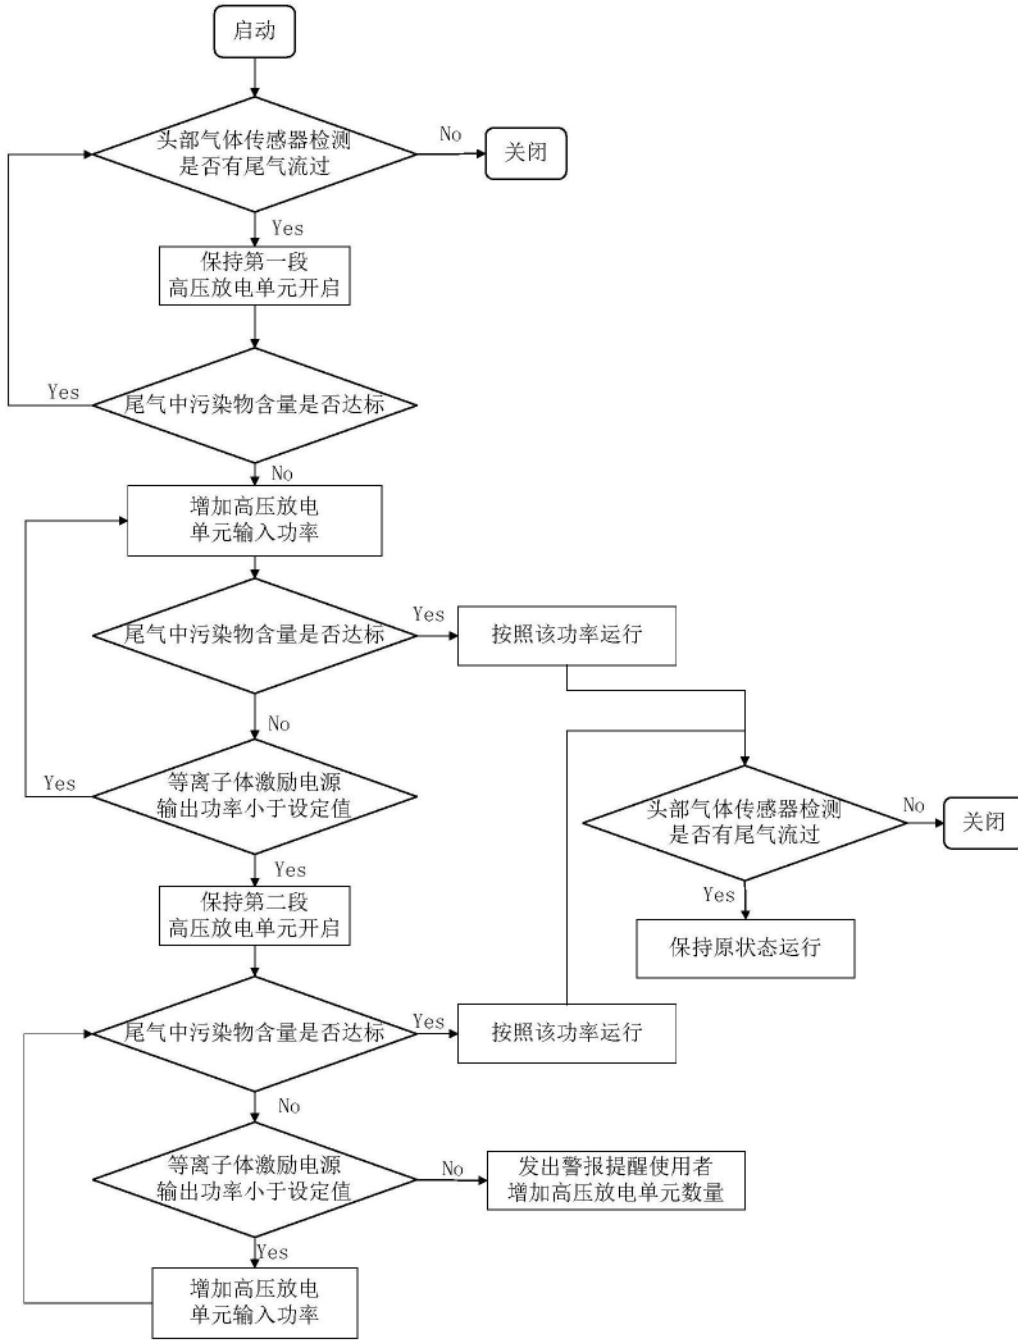 启动
头部气体传感器检测
是否有尾气流过
No
关闭
Yes
保持第一段
高压放电单元开启
Yes
尾气中污染物含量是否达标
No
增加高压放电
单元输入功率
尾气中污染物含量是否达标
Yes
按照该功率运行
No
Yes
等离子体激励电源
输出功率小于设定值
头部气体传感器检测
是否有尾气流过
No
关闭
Yes
保持第二段
高压放电单元开启
Yes
保持原状态运行
尾气中污染物含量是否达标
Yes
按照该功率运行
No
等离子体激励电源
输出功率小于设定值
No
发出警报提醒使用者
增加高压放电单元数量
Yes
增加高压放电
单元输入功率